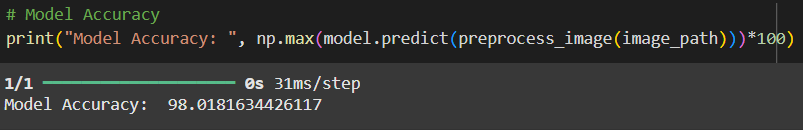 # Model Accuracy
print("Model Accuracy: ", np.max(model.predict(preprocess_image(image_path)))*100)
1/1 ━━━━━━━━━━━━━━━━━━━━ 0s 31ms/step
Model Accuracy:  98.0181634426117